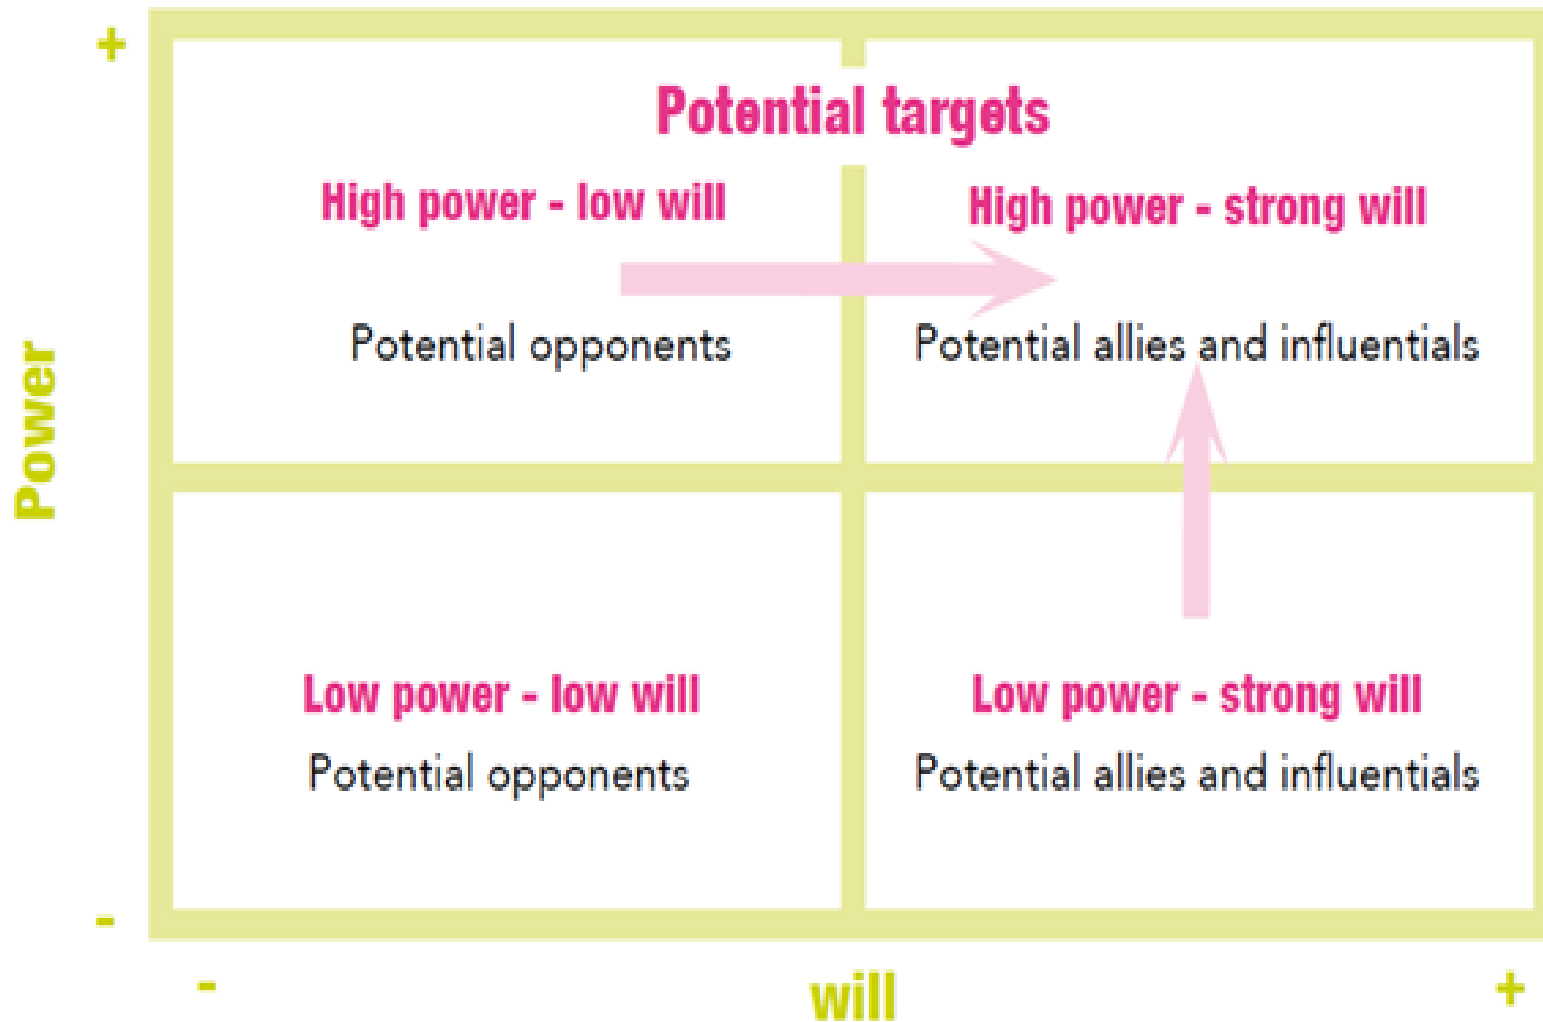 +
Potential targets
High power - low will
High power - strong will
Potential opponents
Potential allies and influentials
Power
Low power - low will
Low power - strong will
Potential opponents
Potential allies and influentials
-
-
will
+